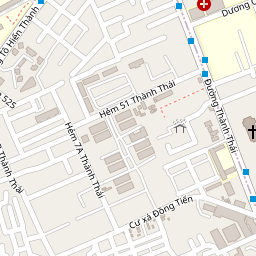 Tô Hiến Thành
Dương
Hẻm 51 Thành Thái
Đường Thành Thái
525
Hẻm 7A Thành Thái
Thành Thái
Cư xá Đồng Tiến